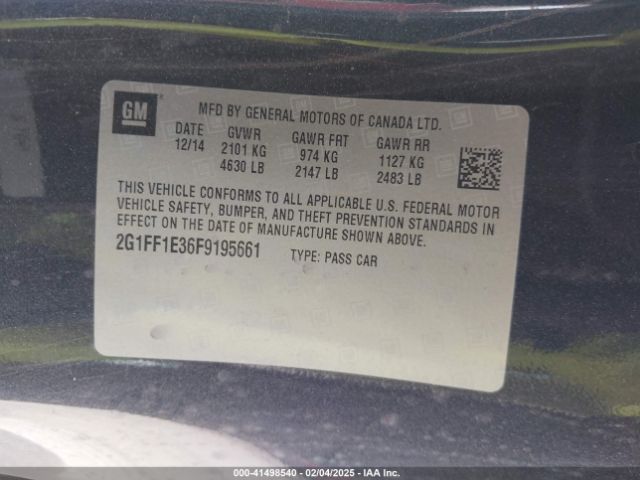 GM
MFD BY GENERAL MOTORS OF CANADA LTD.
DATE GVWR GAWR FRT GAWR RR
12/14 2101 KG 974 KG 1127 KG
4630 LB 2147 LB 2483 LB
THIS VEHICLE CONFORMS TO ALL APPLICABLE U.S. FEDERAL MOTOR
VEHICLE SAFETY, BUMPER, AND THEFT PREVENTION STANDARDS IN
EFFECT ON THE DATE OF MANUFACTURE SHOWN ABOVE.
2G1FF1E36F9195661 TYPE: PASS CAR
000-41498540 - 02/04/2025 - IAA Inc.